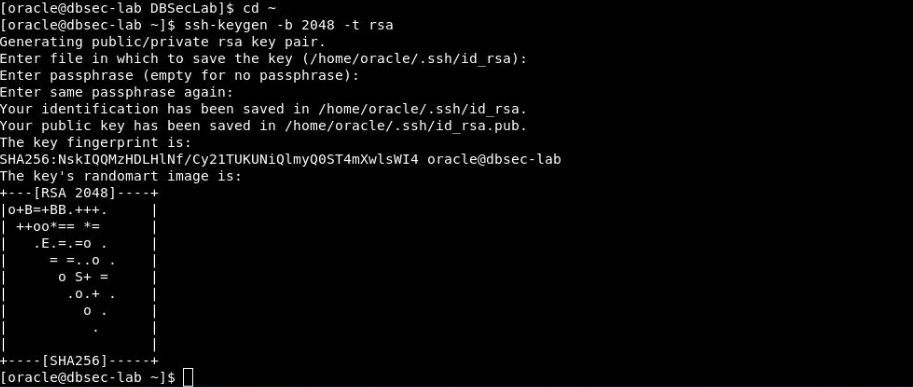 [oracle@dbsec-lab DBSecLab]$ cd ~
[oracle@dbsec-lab ~]$ ssh-keygen -b 2048 -t rsa
Generating public/private rsa key pair.
Enter file in which to save the key (/home/oracle/.ssh/id_rsa):
Enter passphrase (empty for no passphrase):
Enter same passphrase again:
Your identification has been saved in /home/oracle/.ssh/id_rsa.
Your public key has been saved in /home/oracle/.ssh/id_rsa.pub.
The key fingerprint is:
SHA256:NskIQQMzHDLHlNf/Cy21TUKUNiQlmyQ0ST4mXwlsWI4 oracle@dbsec-lab
The key's randomart image is:
+---[RSA 2048]----+
|o+B=+BB.+++.     |
| ++oo*== *=      |
|   .E.=.=o .     |
|     = =..o .    |
|      o S+ =     |
|       .o.+ .    |
|         o .     |
|          .      |
|                 |
+----[SHA256]-----+
[oracle@dbsec-lab ~]$